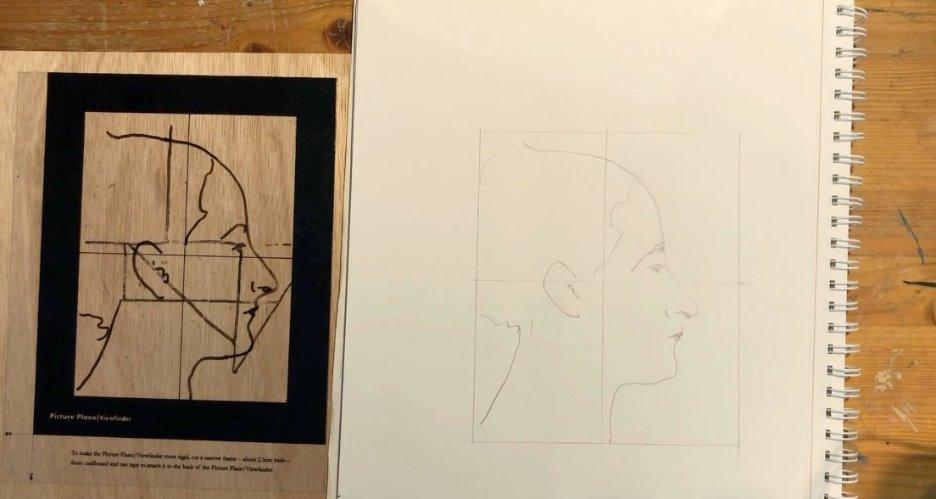 Picture Plane|Viewfinder
To make the Picture Plane/Viewfinder more rigid, cut a narrow frame – about 2.5cm wide –
from cardboard and use tape to attach it to the back of the Picture Plane/Viewfinder.